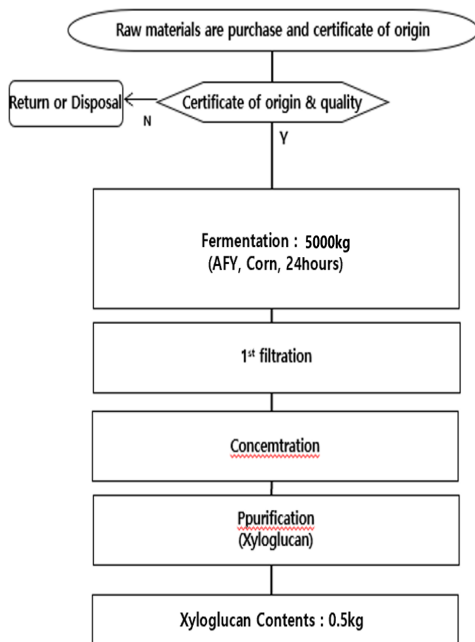 Raw materials are purchase and certificate of origin
Certificate of origin & quality
Return or Disposal
N
Y
Fermentation : 5000kg
(AFY, Corn, 24hours)
1st filtration
Concemtration
Ppurification
(Xyloglucan)
Xyloglucan Contents : 0.5kg